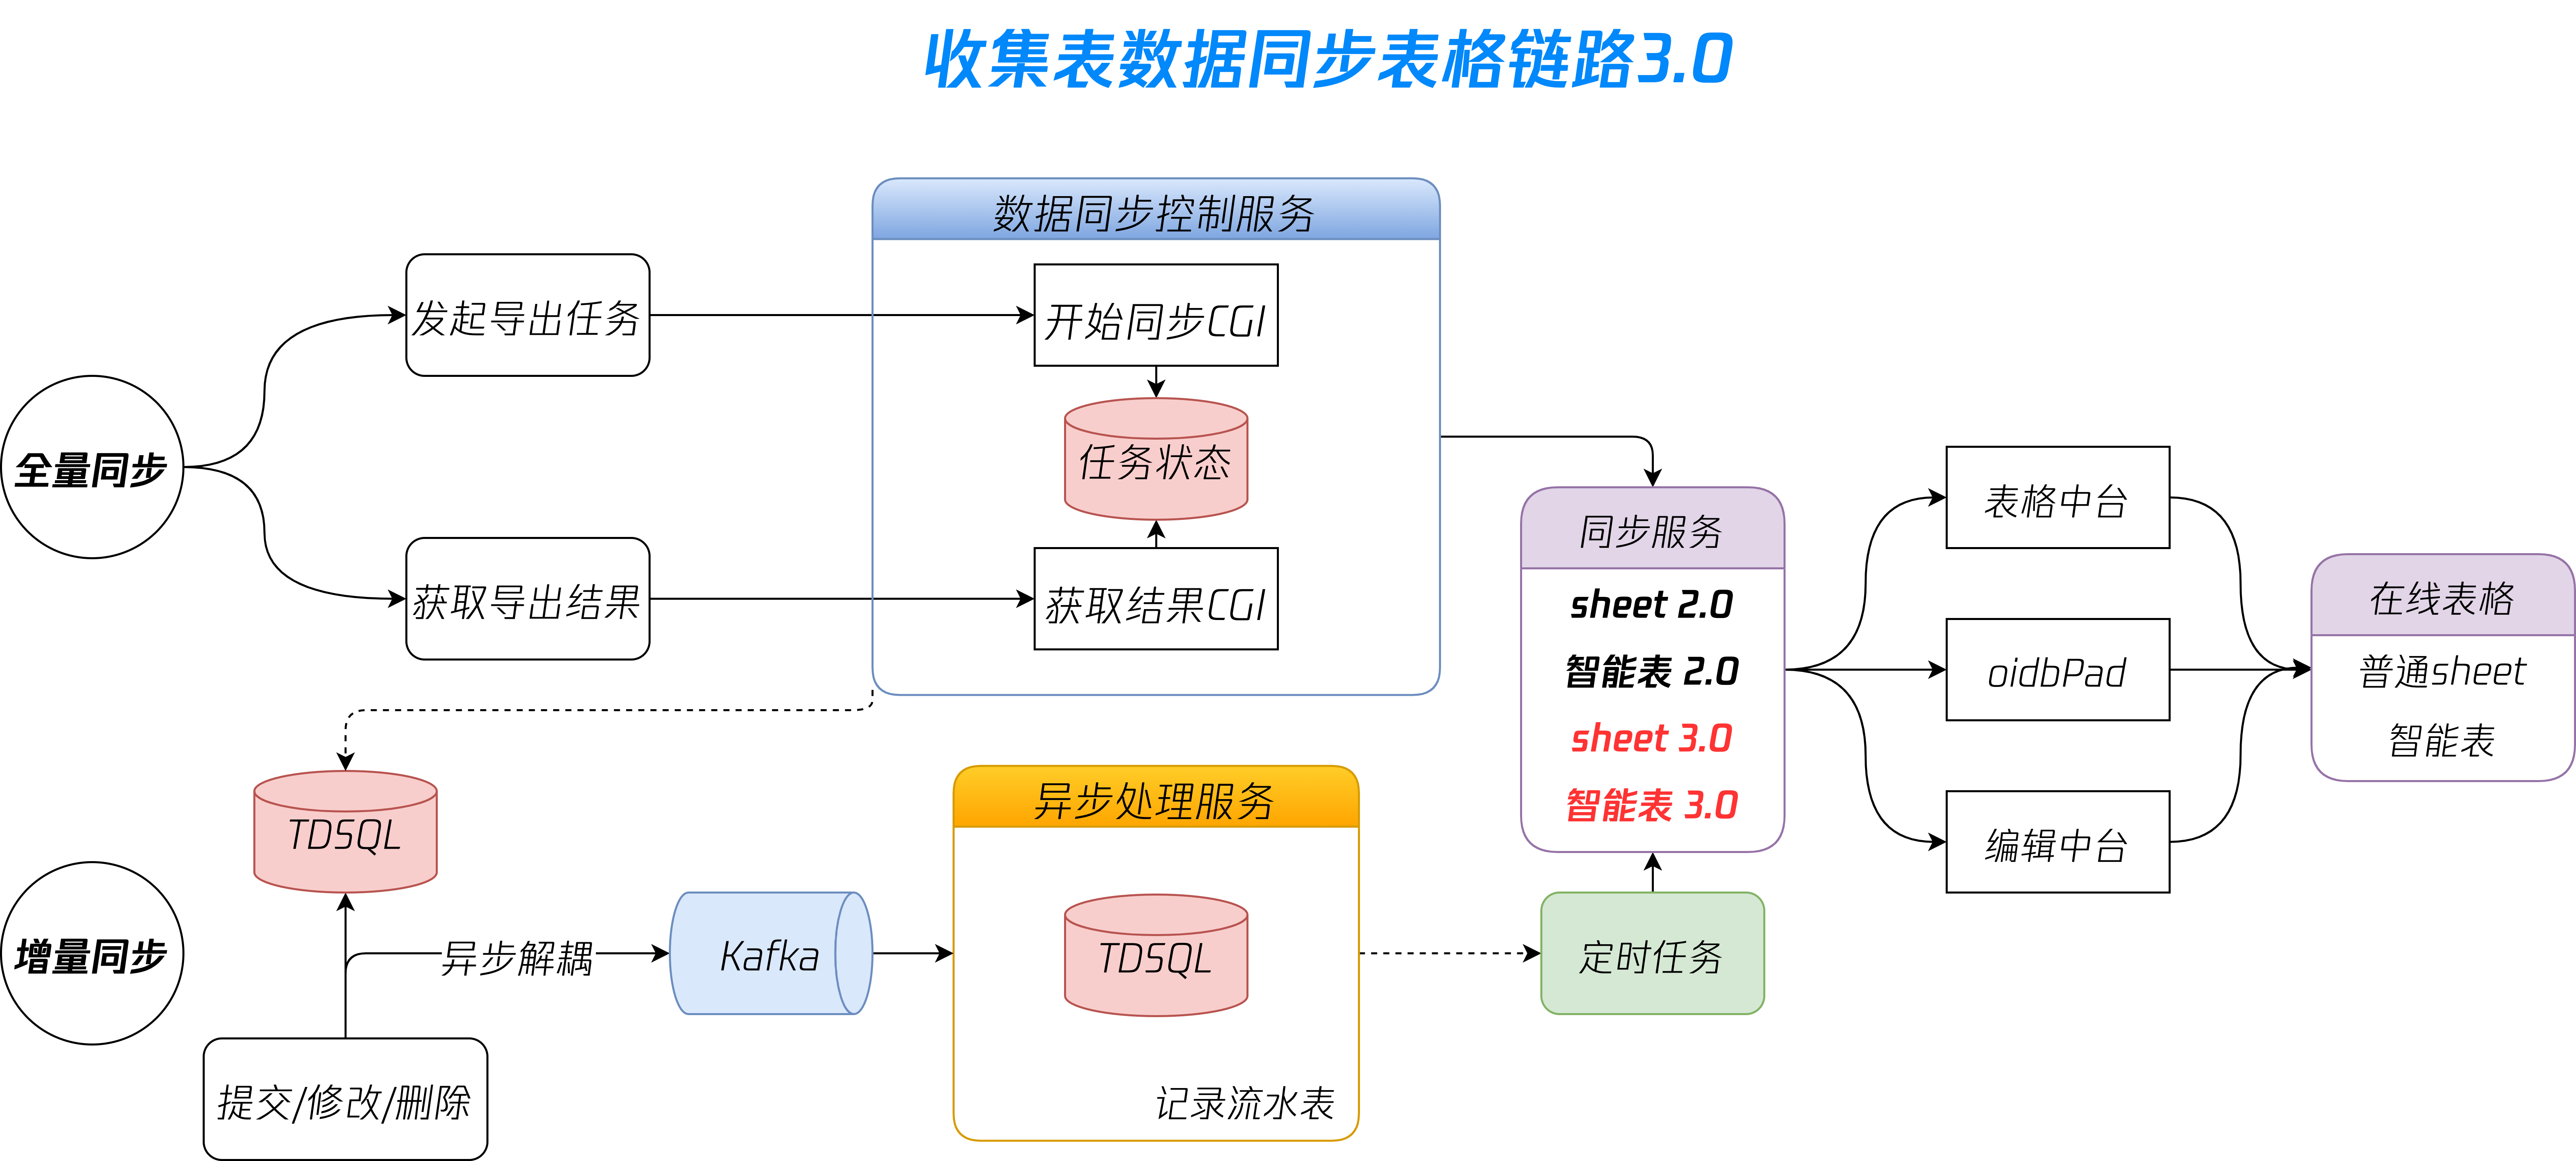 收集表数据同步表格链路3.0
数据同步控制服务
发起导出任务
开始同步CGI
全量同步
任务状态
获取导出结果
获取结果CGI
同步服务
sheet 2.0
智能表 2.0
sheet 3.0
智能表 3.0
表格中台
oidbPad
编辑中台
在线表格
普通sheet
智能表
TDSQL
异步处理服务
增量同步
异步解耦
Kafka
TDSQL
定时任务
提交/修改/删除
记录流水表